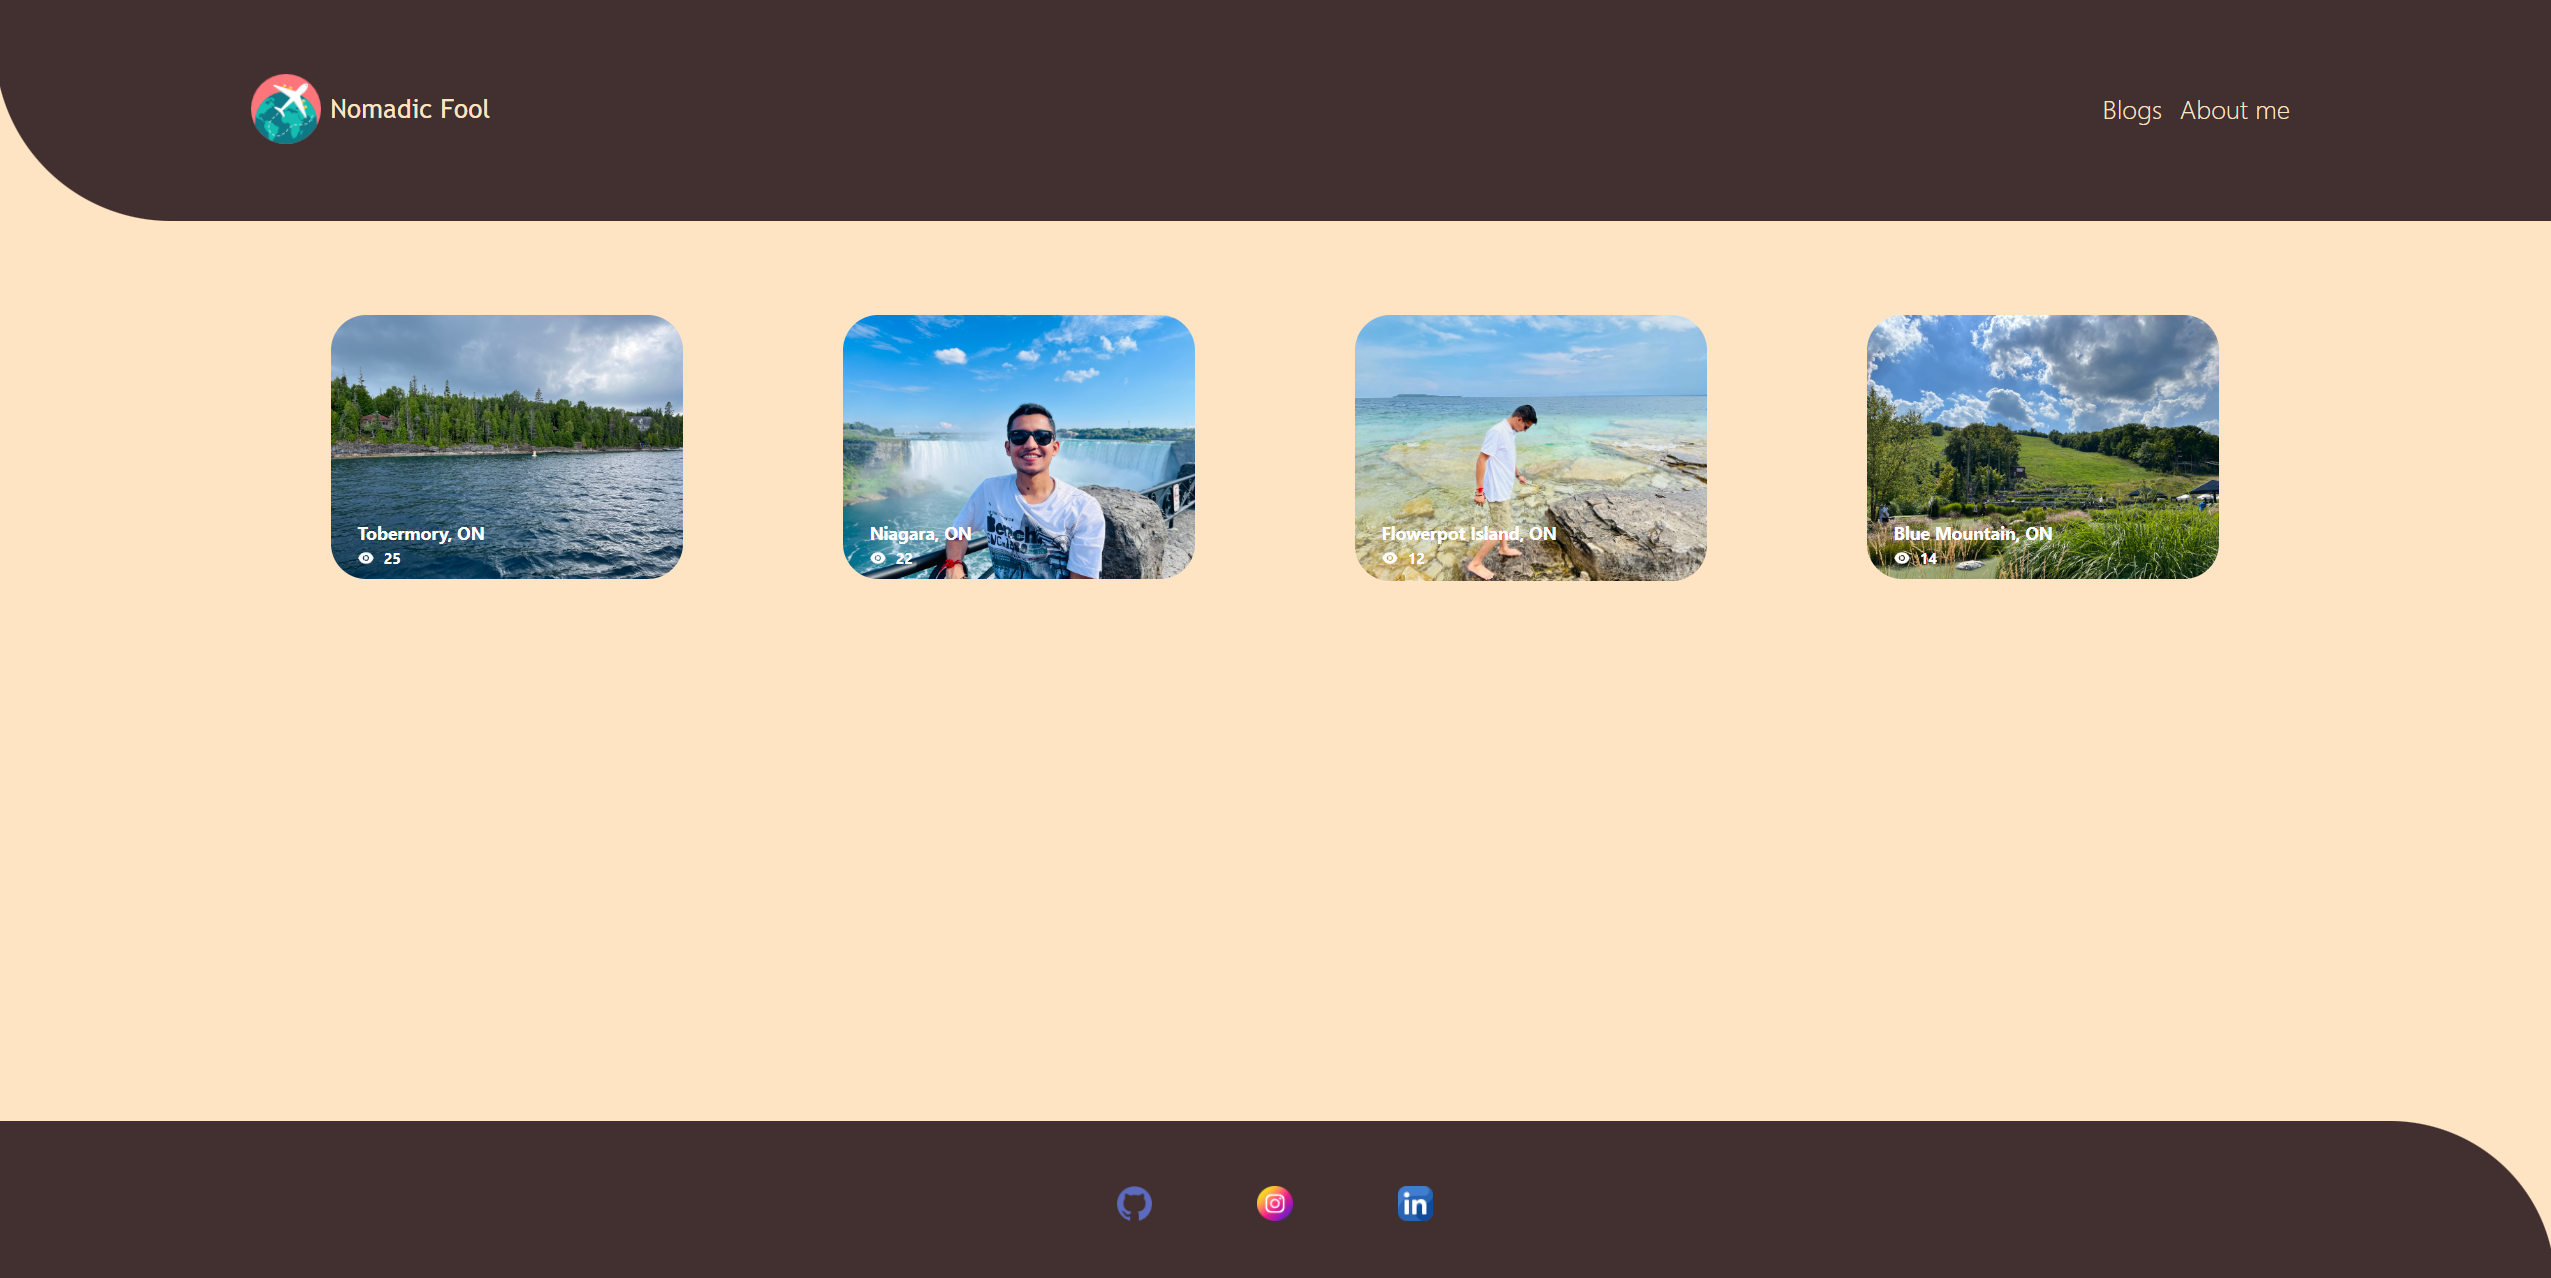 Nomadic Fool
Blogs About me
Tobermory, ON
25
Niagara, ON
22
Bench
Flowerpot Island, ON
12
Blue Mountain, ON
14
in